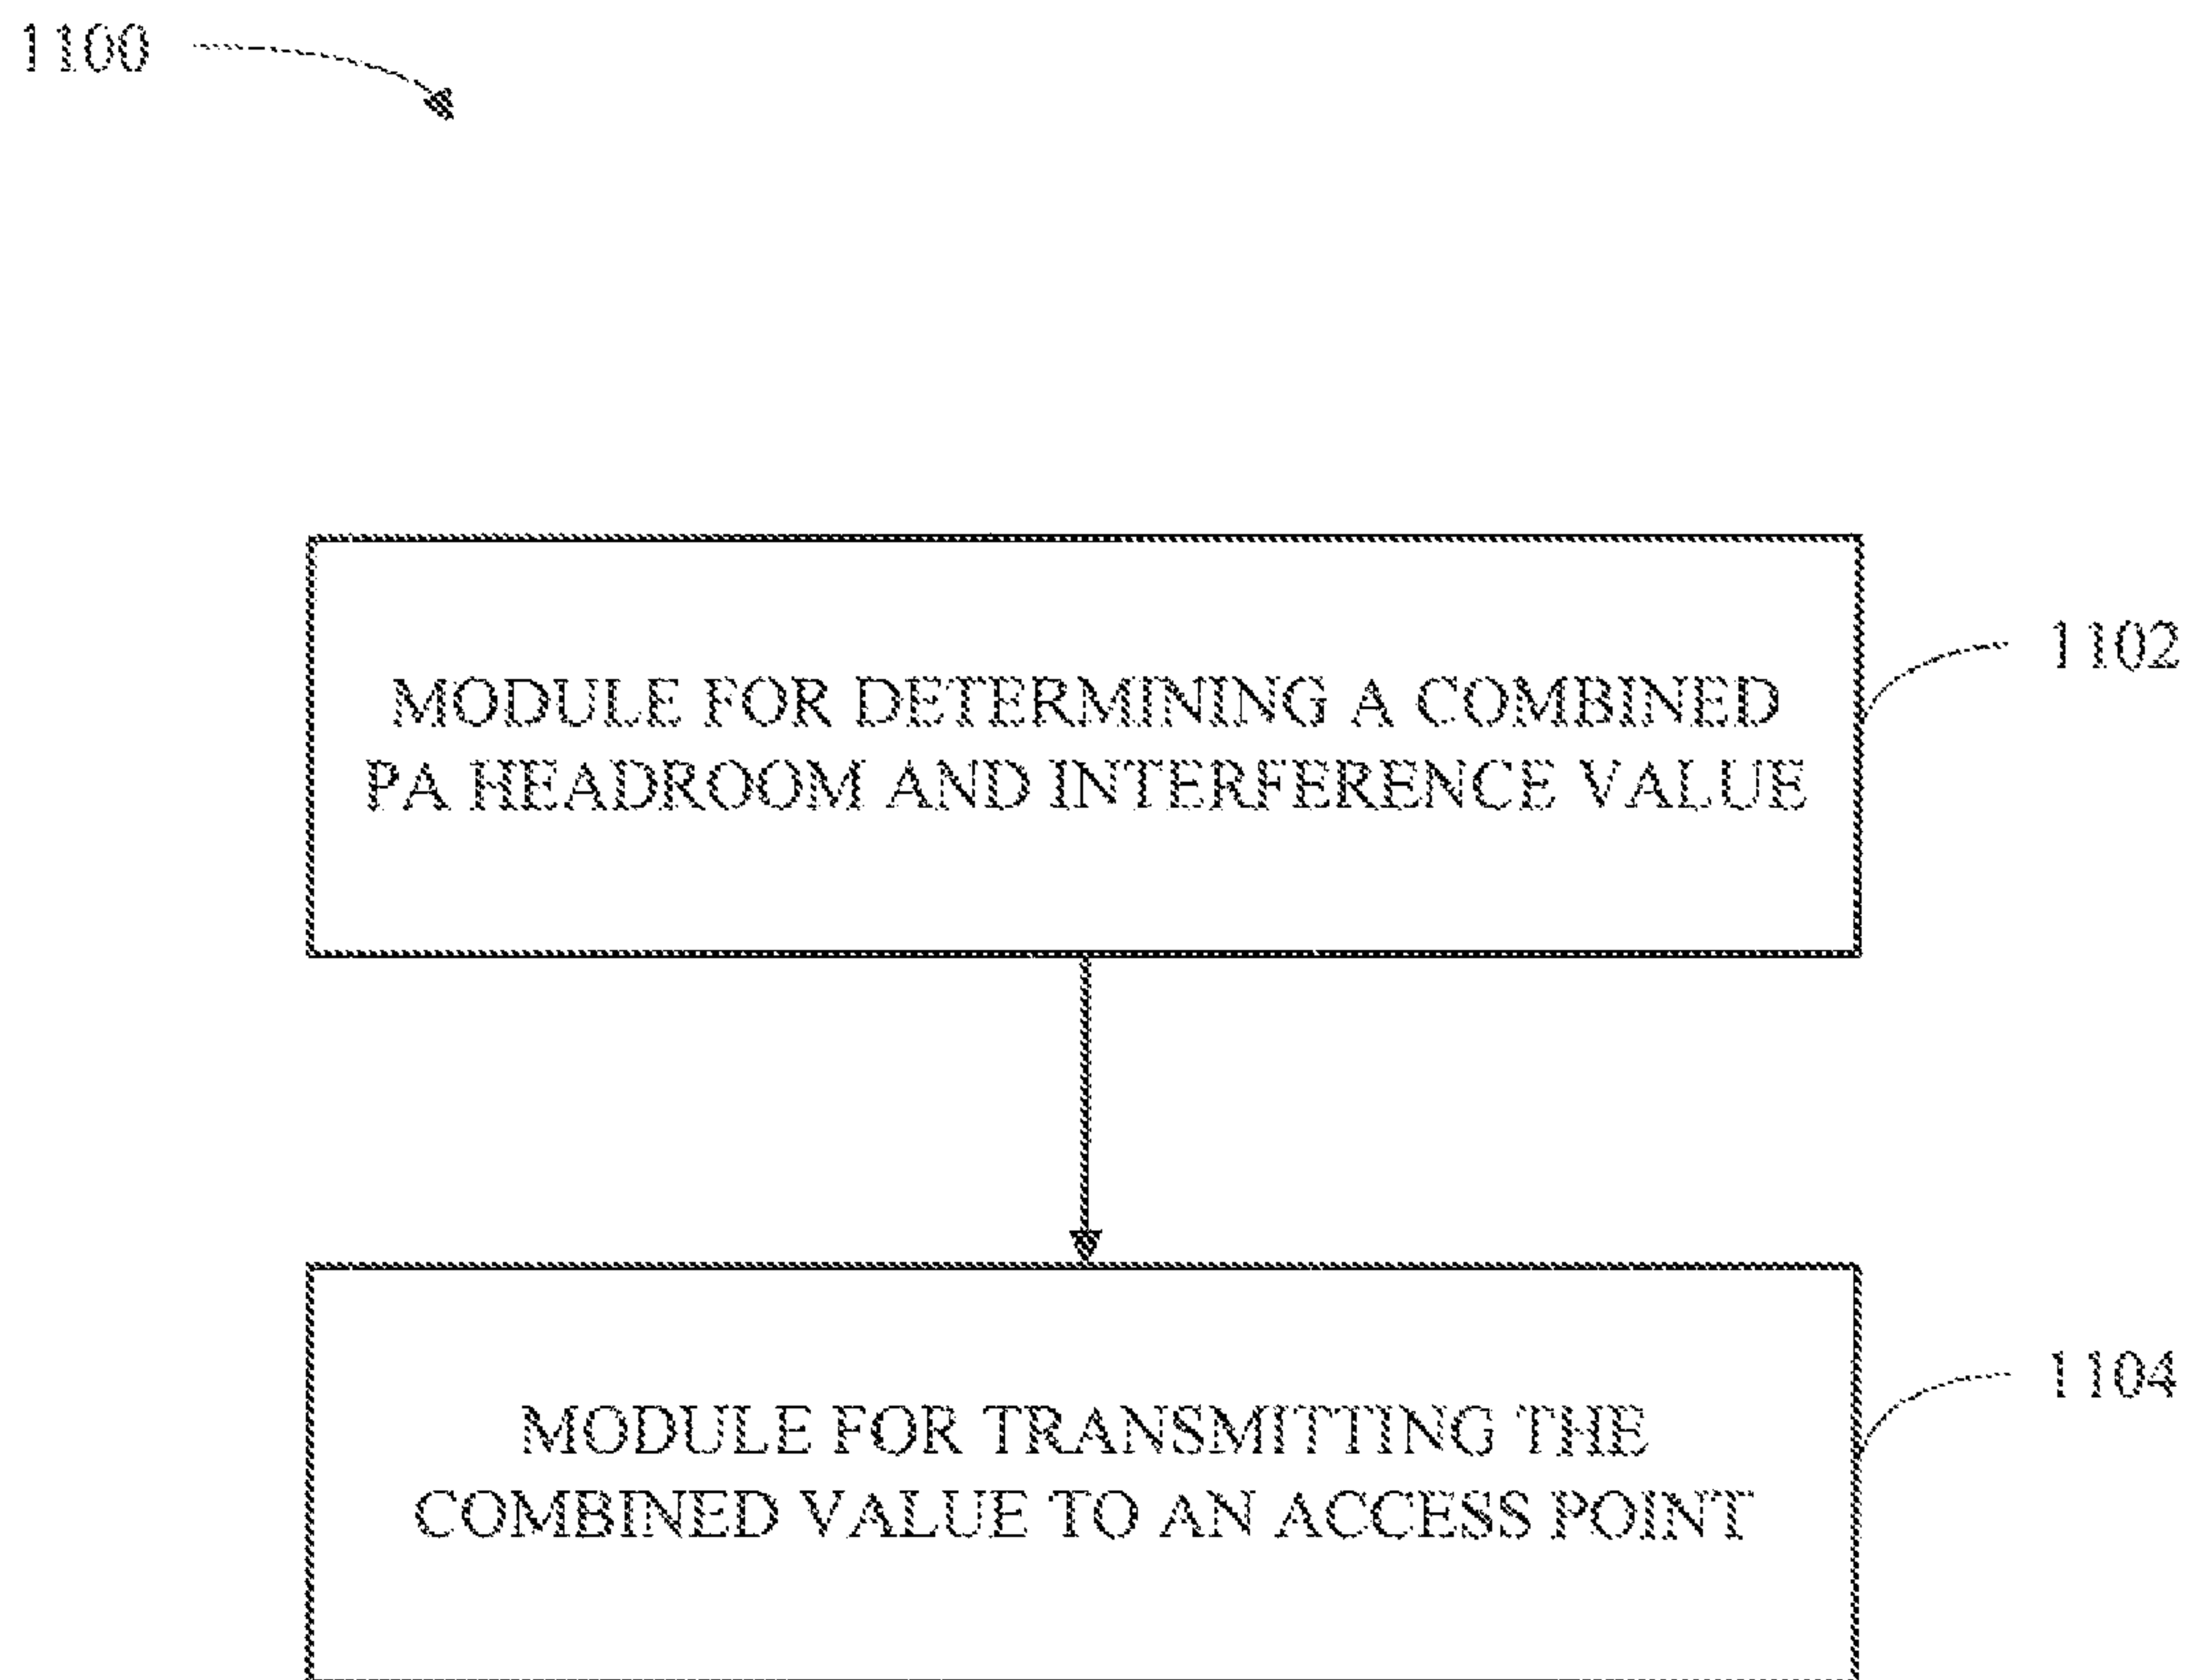 1100
MODULE FOR DETERMINING A COMBINED
PA HEADROOM AND INTERFERENCE VALUE
1102
MODULE FOR TRANSMITTING THE
COMBINED VALUE TO AN ACCESS POINT
1104